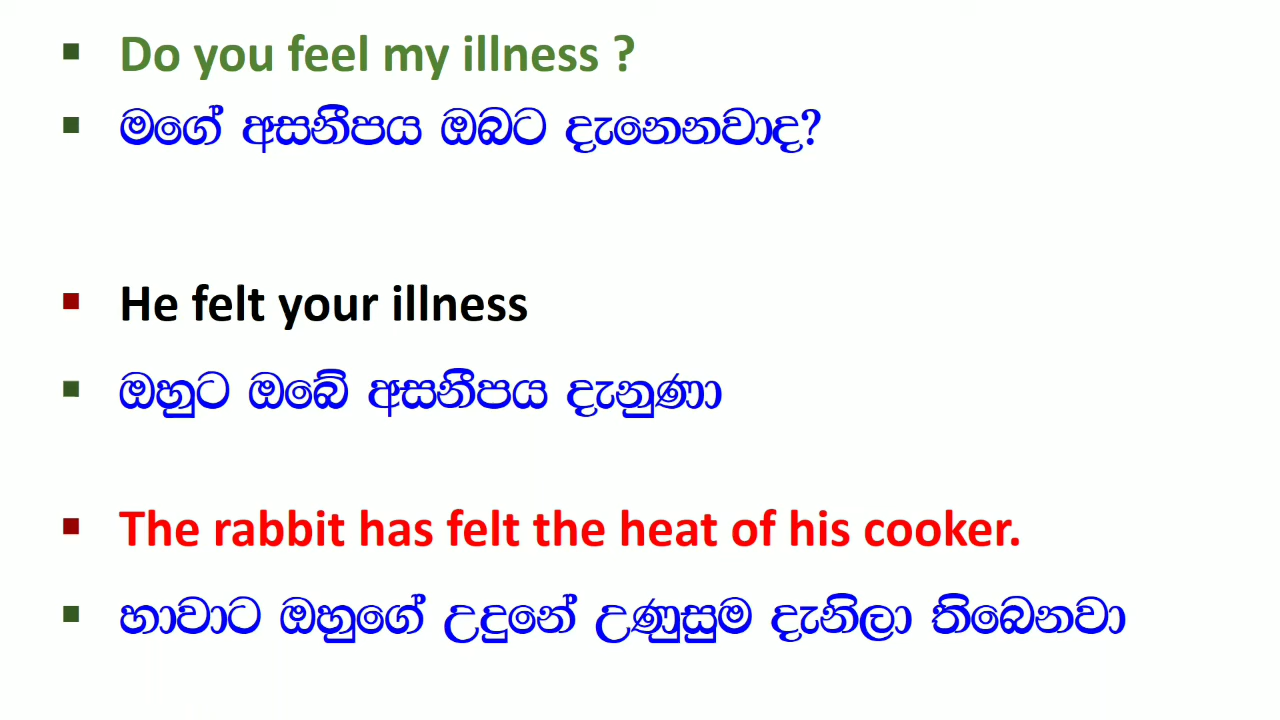 Do you feel my illness ?
මගේ අසනීපය ඔබට දැනෙනවාද?
He felt your illness
ඔහුට ඔබේ අසනීපය දැනුණා
The rabbit has felt the heat of his cooker.
හාවාට ඔහුගේ උදුනේ උණුසුම දැනිලා තිබෙනවා